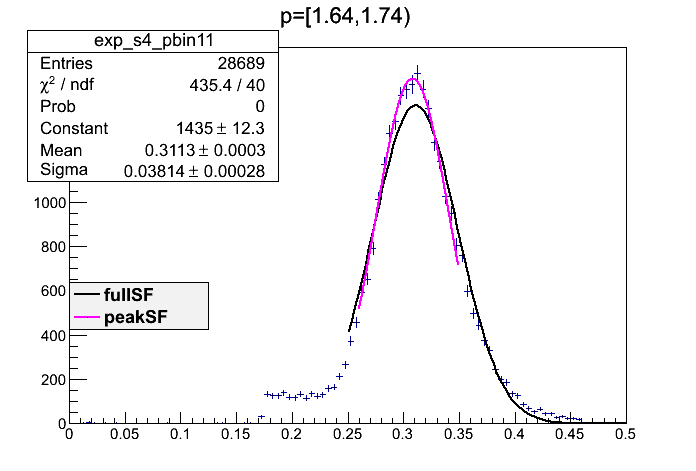 p=[1.64,1.74)
exp_s4_pbin11
Entries 28689
χ² / ndf 435.4 / 40
Prob 0
Constant 1435 ± 12.3
Mean 0.3113 ± 0.0003
Sigma 0.03814 ± 0.00028
1000
800
600
fullSF
peakSF
400
200
0
0 0.05 0.1 0.15 0.2 0.25 0.3 0.35 0.4 0.45 0.5